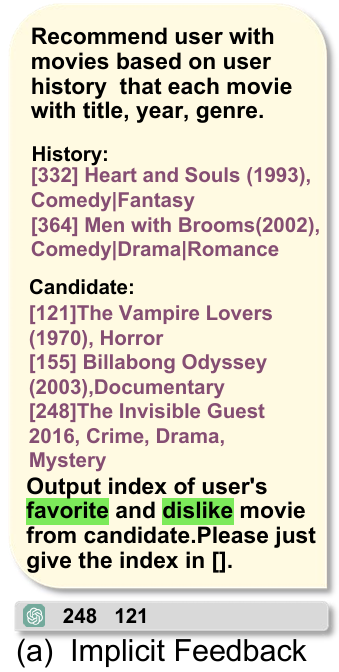 Recommend user with
movies based on user
history that each movie
with title, year, genre.
History:
[332] Heart and Souls (1993),
Comedy|Fantasy
[364] Men with Brooms(2002),
Comedy|Drama|Romance
Candidate:
[121]The Vampire Lovers
(1970), Horror
[155] Billabong Odyssey
(2003),Documentary
[248]The Invisible Guest
2016, Crime, Drama,
Mystery
Output index of user's
favorite and dislike movie
from candidate.Please just
give the index in [].
248 121
(a) Implicit Feedback